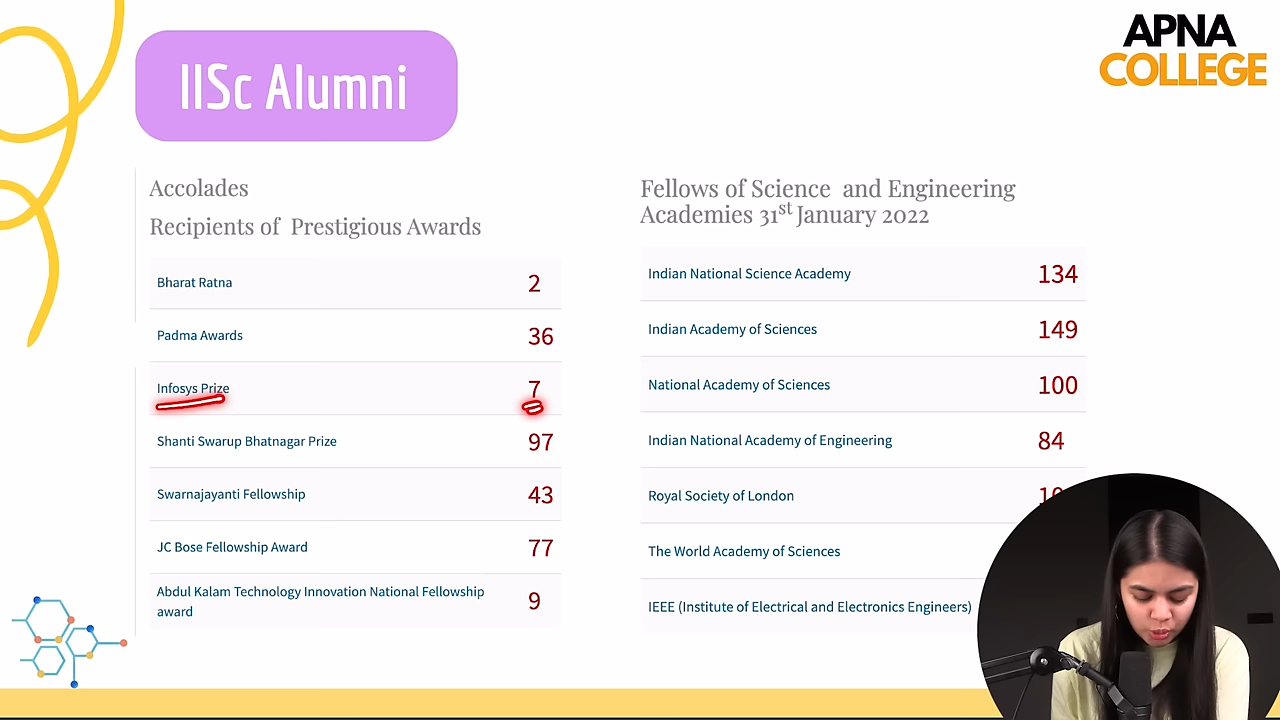 APNA
COLLEGE
IISc Alumni
Accolades
Recipients of Prestigious Awards
Bharat Ratna 2
Padma Awards 36
Infosys Prize 7
Shanti Swarup Bhatnagar Prize 97
Swarnajayanti Fellowship 43
JC Bose Fellowship Award 77
Abdul Kalam Technology Innovation National Fellowship
award 9
Fellows of Science and Engineering
Academies 31st January 2022
Indian National Science Academy 134
Indian Academy of Sciences 149
National Academy of Sciences 100
Indian National Academy of Engineering 84
Royal Society of London
The World Academy of Sciences
IEEE (Institute of Electrical and Electronics Engineers)